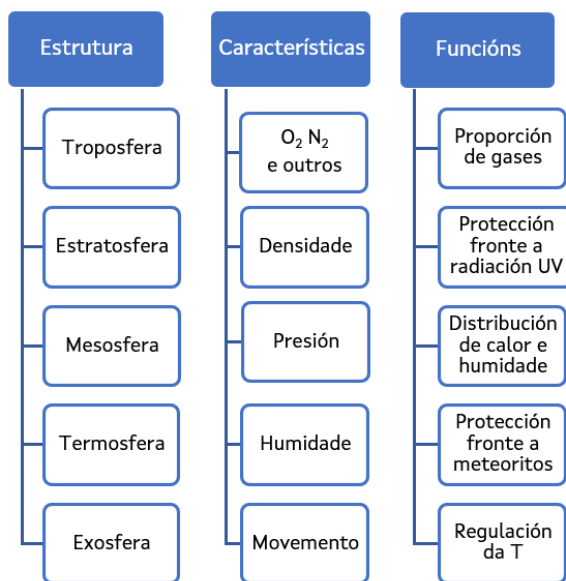 Estrutura
Troposfera
Estratosfera
Mesosfera
Termosfera
Exosfera
Características
O₂ N₂
e outros
Densidade
Presión
Humidade
Movemento
Funcións
Proporción
de gases
Protección
fronte a
radiación UV
Distribución
de calor e
humidade
Protección
fronte a
meteoritos
Regulación
da T